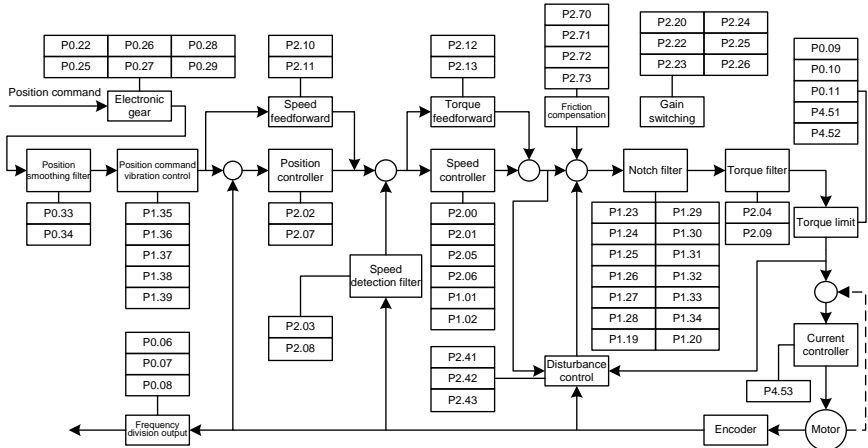 P0.22 P0.26 P0.28
P0.25 P0.27 P0.29
Position command
Electronic
gear
P2.10
P2.11
Speed
feedforward
P2.12
P2.13
Torque
feedforward
P2.70
P2.71
P2.72
P2.73
Friction
compensation
P2.20 P2.24
P2.22 P2.25
P2.23 P2.26
Gain
switching
P0.09
P0.10
P0.11
P4.51
P4.52
Position
smoothing filter
P0.33
P0.34
Position command
vibration control
P1.35
P1.36
P1.37
P1.38
P1.39
Position
controller
P2.02
P2.07
Speed
controller
P2.00
P2.01
P2.05
P2.06
P1.01
P1.02
Notch filter
P1.23 P1.29
P1.24 P1.30
P1.25 P1.31
P1.26 P1.32
P1.27 P1.33
P1.28 P1.34
P1.19 P1.20
Torque filter
P2.04
P2.09
Torque limit
Speed
detection filter
P2.03
P2.08
P0.06
P0.07
P0.08
Frequency
division output
P2.41
P2.42
P2.43
Disturbance
control
Current
controller
P4.53
Encoder
Motor